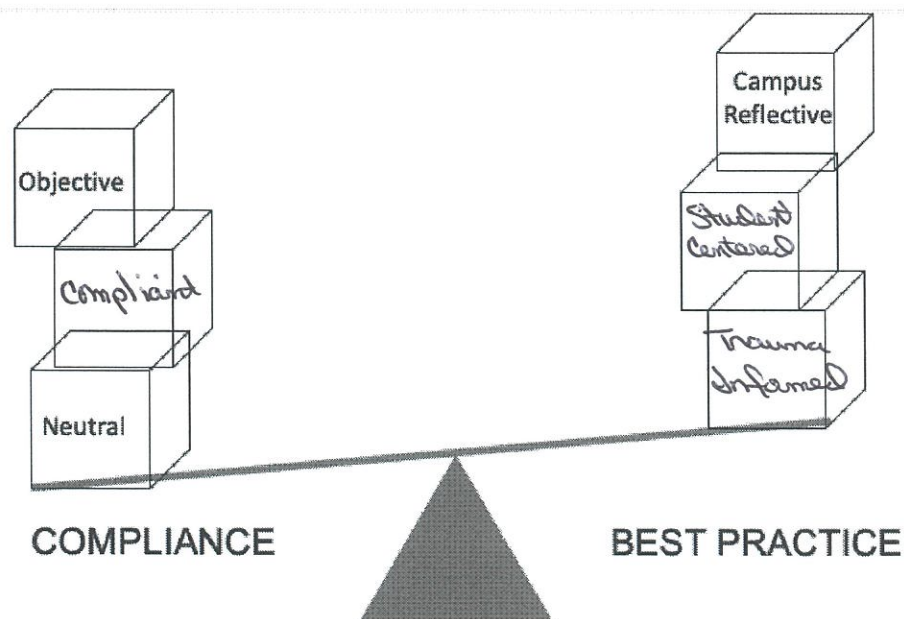 Objective
Compliant
Neutral
COMPLIANCE
Campus
Reflective
Student
Centered
Trauma
Informed
BEST PRACTICE